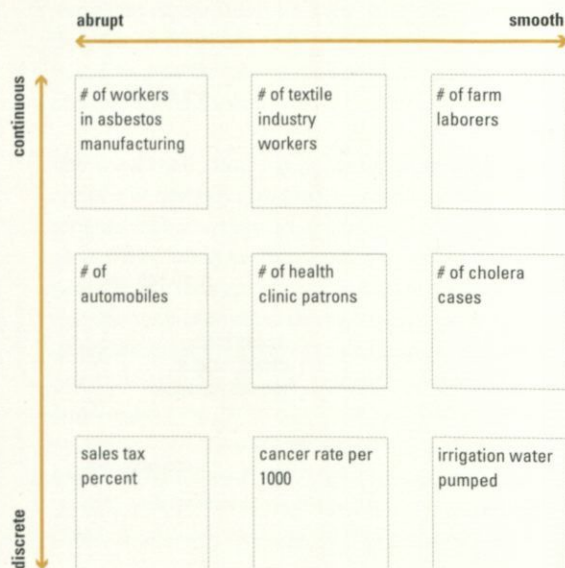 abrupt
smooth
continuous
# of workers
in asbestos
manufacturing
# of textile
industry
workers
# of farm
laborers
# of
automobiles
# of health
clinic patrons
# of cholera
cases
sales tax
percent
cancer rate per
1000
irrigation water
pumped
discrete